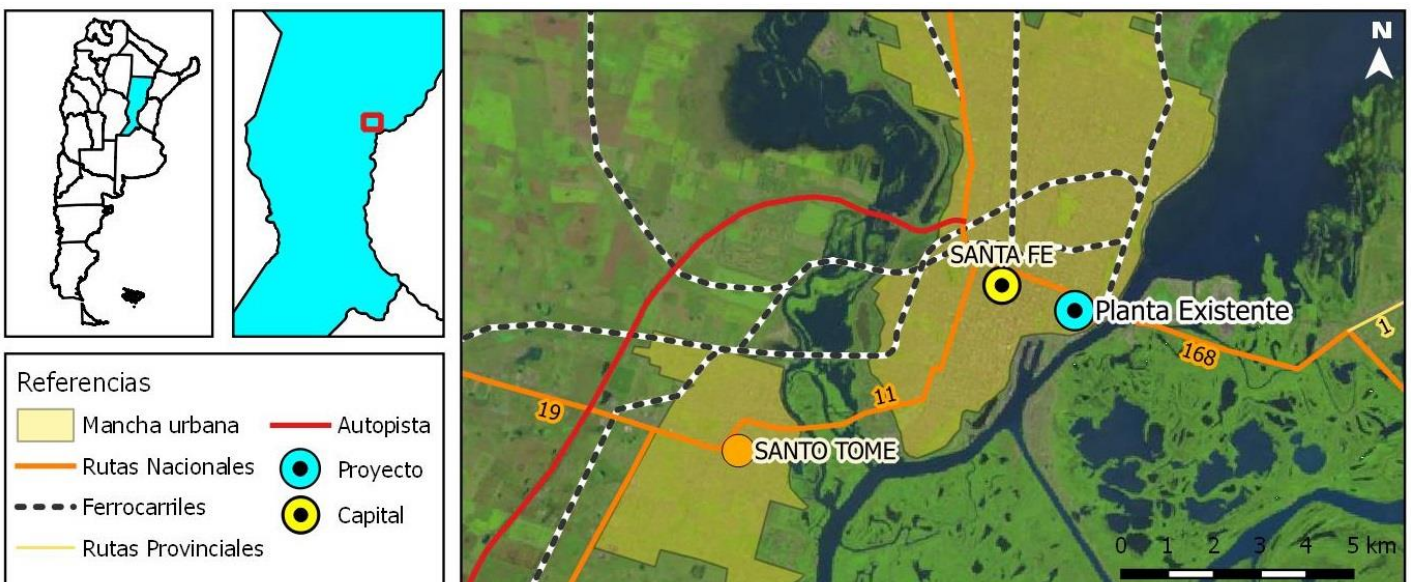 Referencias
Mancha urbana
Rutas Nacionales
Ferrocarriles
Rutas Provinciales
Autopista
Proyecto
Capital
N
SANTA FE
Planta Existente
1
168
11
19
SANTO TOME
0 1 2 3 4 5 km